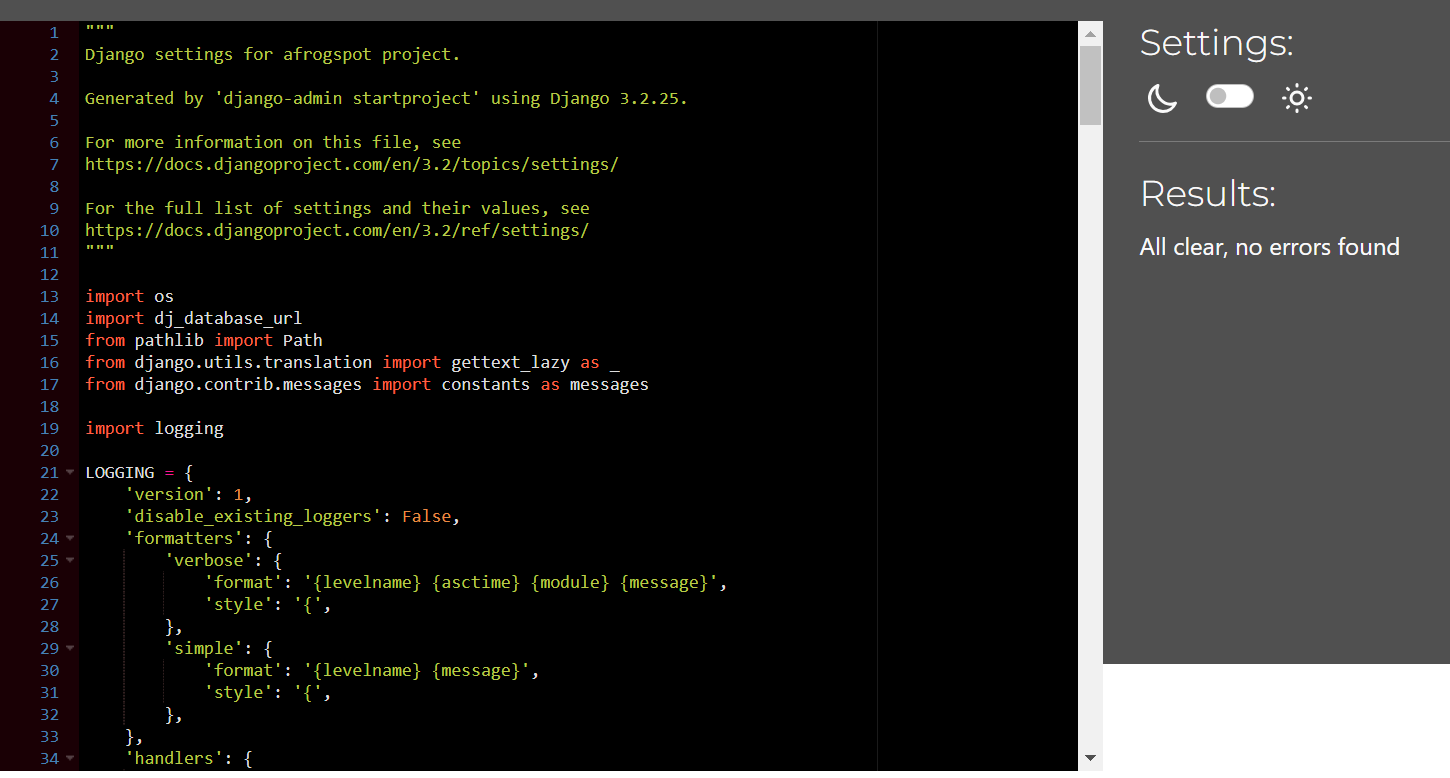 1 """
2 Django settings for afrogspot project.
3
4 Generated by 'django-admin startproject' using Django 3.2.25.
5
6 For more information on this file, see
7 https://docs.djangoproject.com/en/3.2/topics/settings/
8
9 For the full list of settings and their values, see
10 https://docs.djangoproject.com/en/3.2/ref/settings/
11 """
12
13 import os
14 import dj_database_url
15 from pathlib import Path
16 from django.utils.translation import gettext_lazy as _
17 from django.contrib.messages import constants as messages
18
19 import logging
20
21 LOGGING = {
22     'version': 1,
23     'disable_existing_loggers': False,
24     'formatters': {
25         'verbose': {
26             'format': '{levelname} {asctime} {module} {message}',
27             'style': '{',
28         },
29         'simple': {
30             'format': '{levelname} {message}',
31             'style': '{',
32         },
33     },
34     'handlers': {
Settings:
Results:
All clear, no errors found